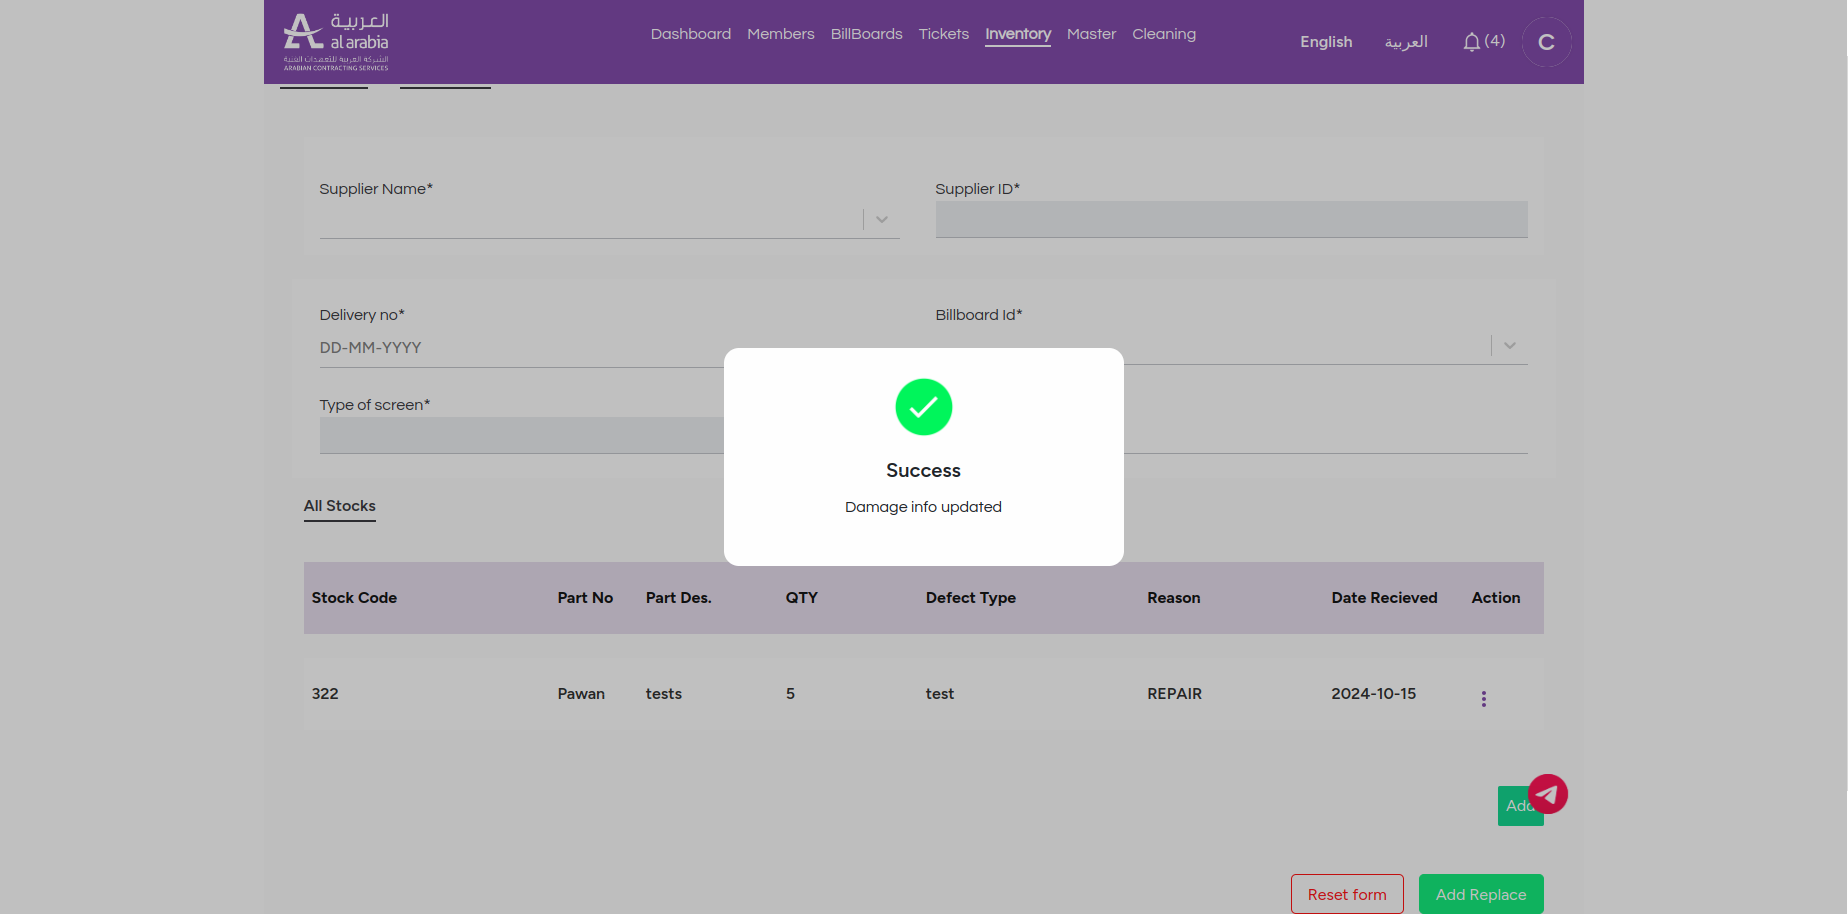 العربية
al arabia
الشركة العربية للتعهدات الفنية
ARABIAN CONTRACTING SERVICES
Dashboard Members BillBoards Tickets Inventory Master Cleaning
English العربية (4) C
Supplier Name* Supplier ID*
Delivery no* Billboard Id*
DD-MM-YYYY
Type of screen*
Success
Damage info updated
All Stocks
Stock Code Part No Part Des. QTY Defect Type Reason Date Recieved Action
322 Pawan tests 5 test REPAIR 2024-10-15
Add
Reset form Add Replace